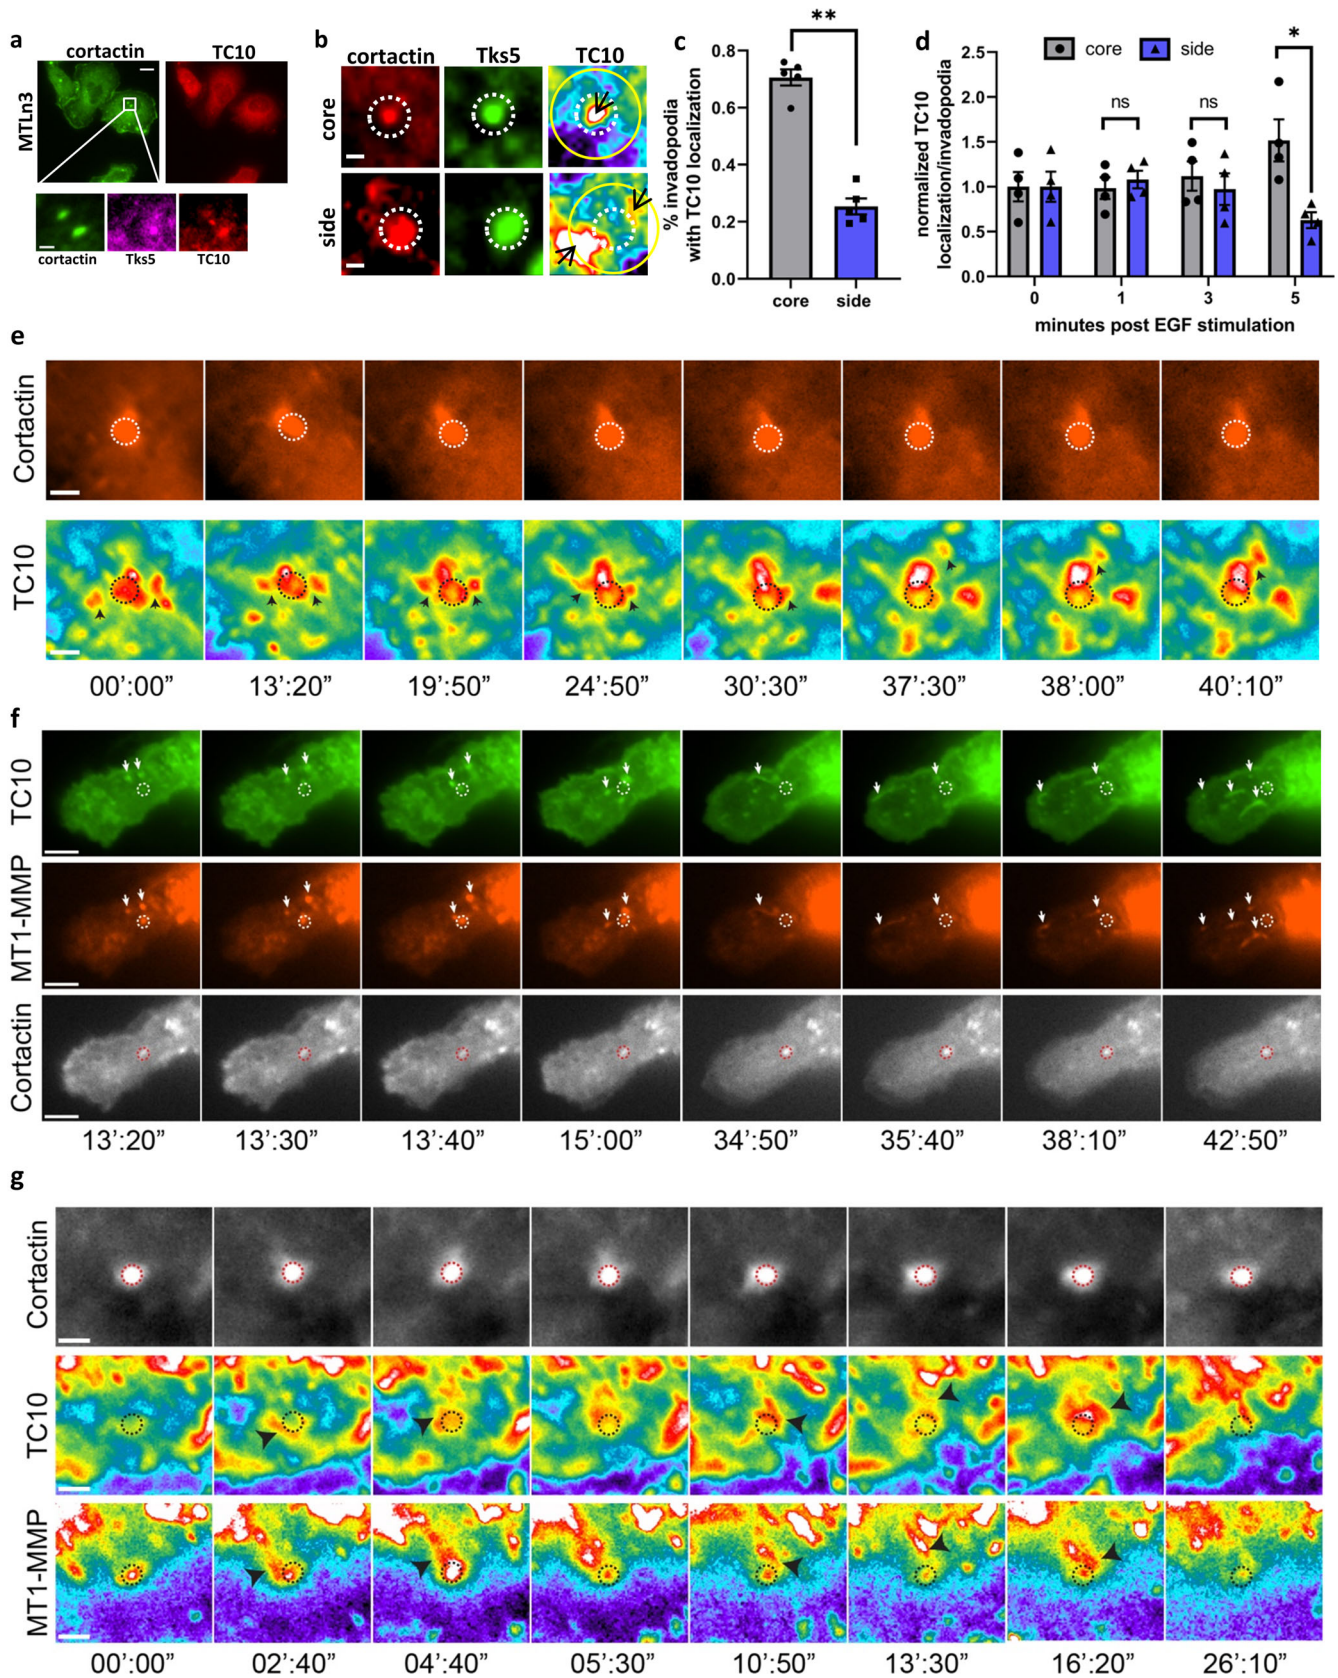 a
cortactin TC10
MTLn3
cortactin Tks5 TC10
b
cortactin Tks5 TC10
core
side
c
% invadopodia
with TC10 localization
0.8
0.6
0.4
0.2
0.0
**
core side
d
core side
normalized TC10
localization/invadopodia
2.5
2.0
1.5
1.0
0.5
0.0
ns ns *
0 1 3 5
minutes post EGF stimulation
e
Cortactin
TC10
00’:00” 13’:20” 19’:50” 24’:50” 30’:30” 37’:30” 38’:00” 40’:10”
f
TC10
MT1-MMP
Cortactin
13’:20” 13’:30” 13’:40” 15’:00” 34’:50” 35’:40” 38’:10” 42’:50”
g
Cortactin
TC10
MT1-MMP
00’:00” 02’:40” 04’:40” 05’:30” 10’:50” 13’:30” 16’:20” 26’:10”